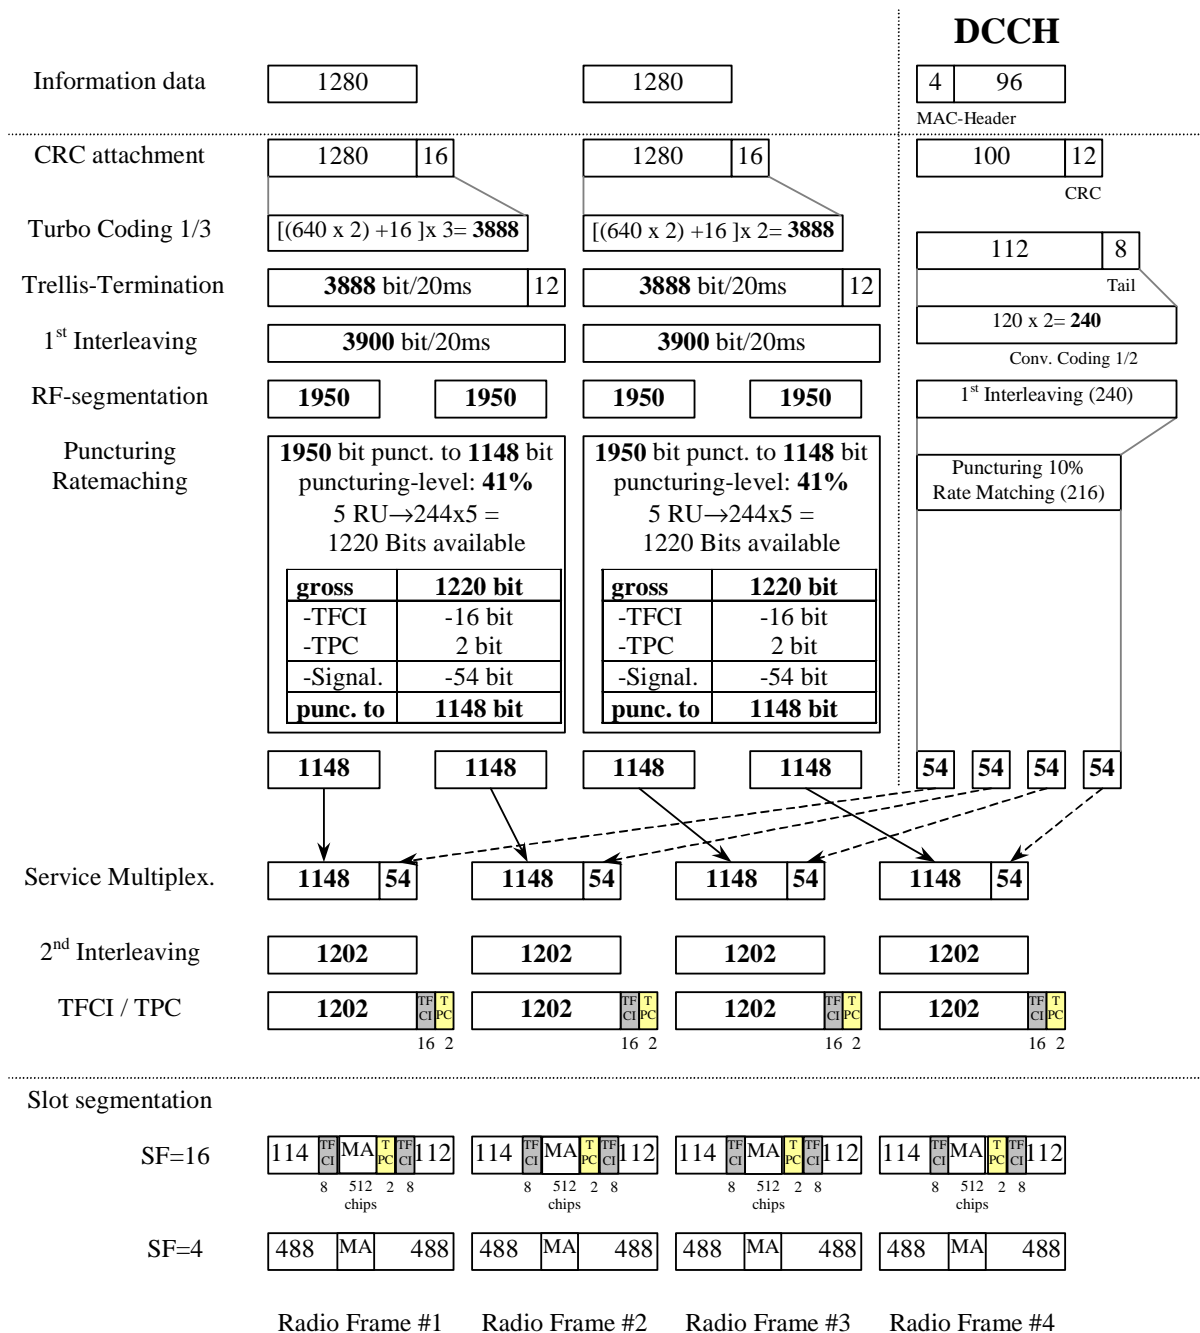 DCCH
Information data 1280 1280 4 96
MAC-Header
CRC attachment 1280 16 1280 16 100 12
CRC
Turbo Coding 1/3 [(640 x 2) +16 ]x 3= 3888 [(640 x 2) +16 ]x 2= 3888
112 8
Trellis-Termination 3888 bit/20ms 12 3888 bit/20ms 12
Tail
120 x 2= 240
1st Interleaving 3900 bit/20ms 3900 bit/20ms
Conv. Coding 1/2
RF-segmentation 1950 1950 1950 1950 1st Interleaving (240)
Puncturing
Ratemaching
1950 bit punct. to 1148 bit
puncturing-level: 41%
5 RU→244x5 =
1220 Bits available
gross 1220 bit
-TFCI -16 bit
-TPC 2 bit
-Signal. -54 bit
punc. to 1148 bit
1950 bit punct. to 1148 bit
puncturing-level: 41%
5 RU→244x5 =
1220 Bits available
gross 1220 bit
-TFCI -16 bit
-TPC 2 bit
-Signal. -54 bit
punc. to 1148 bit
Puncturing 10%
Rate Matching (216)
1148 1148 1148 1148 54 54 54 54
Service Multiplex. 1148 54 1148 54 1148 54 1148 54
2nd Interleaving 1202 1202 1202 1202
TFCI / TPC 1202 TF CI T PC 1202 TF CI T PC 1202 TF CI T PC 1202 TF CI T PC
16 2 16 2 16 2 16 2
Slot segmentation
SF=16 114 TF CI MA T PC TF CI 112 114 TF CI MA T PC TF CI 112 114 TF CI MA T PC TF CI 112 114 TF CI MA T PC TF CI 112
8 512 2 8 8 512 2 8 8 512 2 8 8 512 2 8
chips chips chips chips
SF=4 488 MA 488 488 MA 488 488 MA 488 488 MA 488
Radio Frame #1 Radio Frame #2 Radio Frame #3 Radio Frame #4